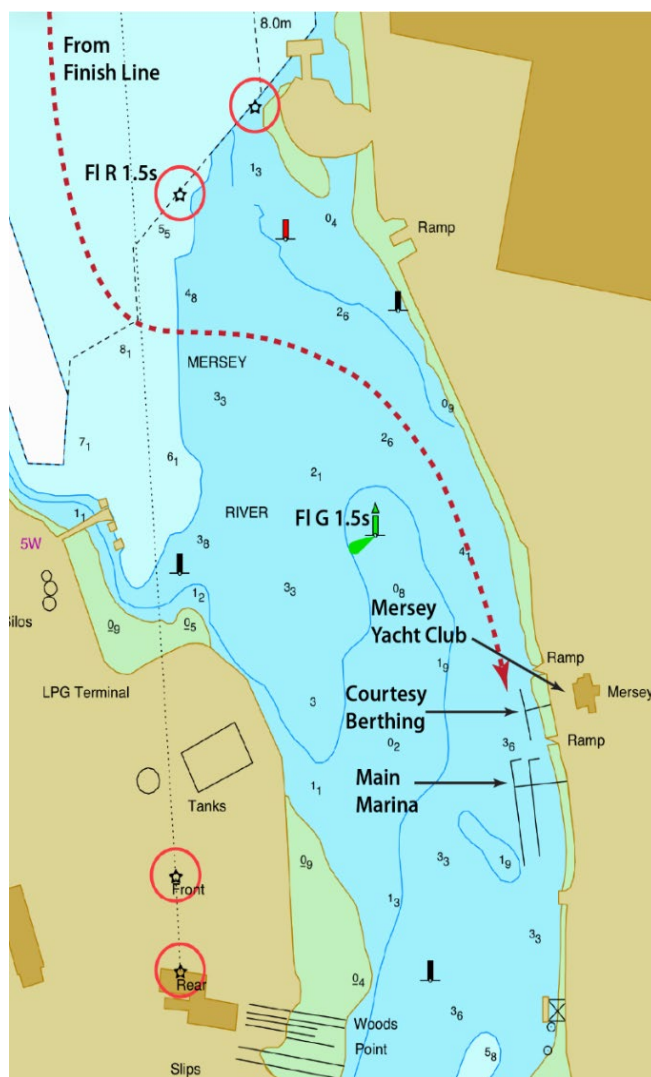 8.0m
From
Finish Line
Fl R 1.5s
1₃
0₄
Ramp
5₅
4₈
2₆
8₁
MERSEY
3₃
0₉
7₁
6₁
2₆
2₁
1₁
RIVER
Fl G 1.5s
5W
3₈
4₁
1₂
3₃
0₈
Silos
0₉
0₅
Mersey
Yacht Club
1₉
Ramp
LPG Terminal
3
Courtesy
Berthing
Mersey
0₂
3₆
Ramp
1₁
Main
Marina
Tanks
0₉
3₃
1₉
Front
1₃
3₃
Rear
0₄
3₆
Woods
Point
5₈
Slips